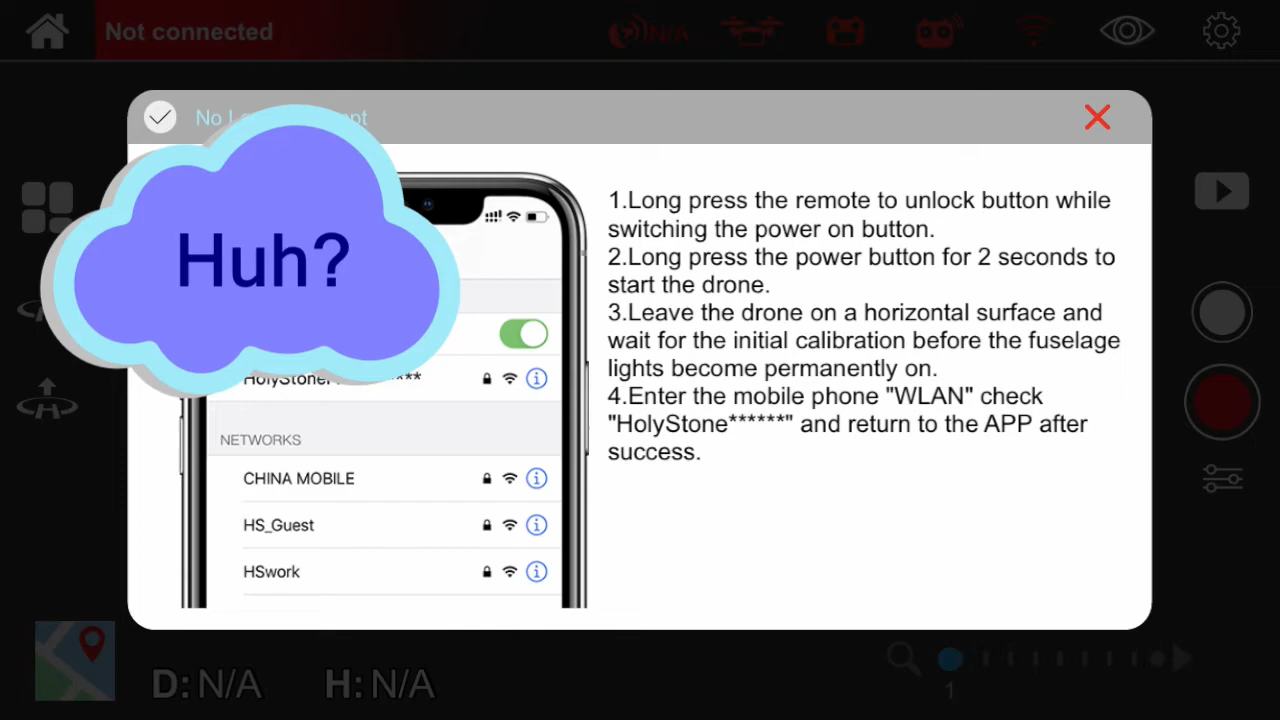 Not connected
N/A
No L pt
Huh?
1.Long press the remote to unlock button while
switching the power on button.
2.Long press the power button for 2 seconds to
start the drone.
3.Leave the drone on a horizontal surface and
wait for the initial calibration before the fuselage
lights become permanently on.
4.Enter the mobile phone "WLAN" check
"HolyStone******" and return to the APP after
success.
NETWORKS
CHINA MOBILE
HS_Guest
HSwork
D:N/A
H:N/A
1